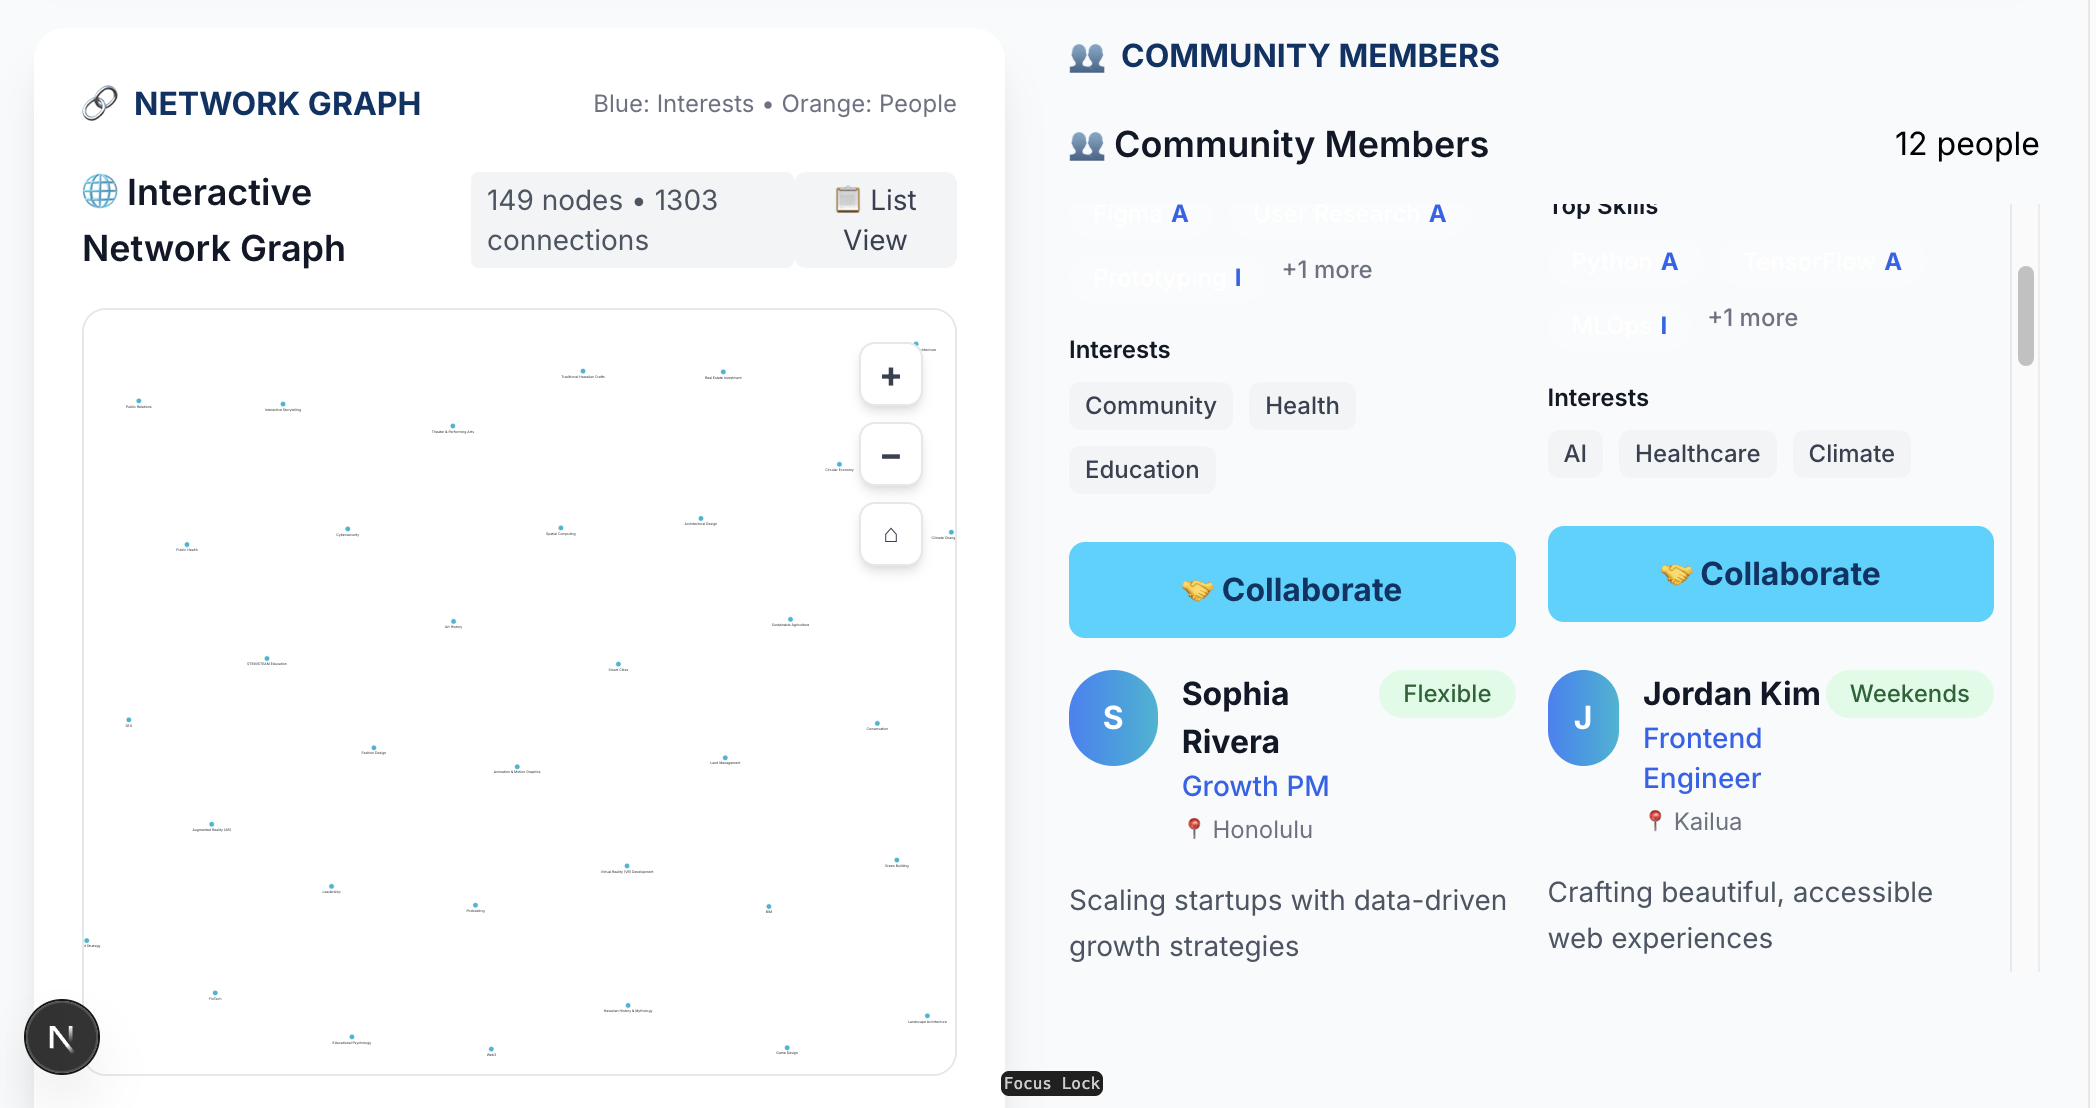 NETWORK GRAPH
Blue: Interests • Orange: People
Interactive
Network Graph
149 nodes • 1303
connections
List
View
+
−
Public Relations
Interactive Storytelling
Traditional Hawaiian Crafts
Real Estate Investment
Theater & Performing Arts
Circular Economy
Public Health
Cybersecurity
Spatial Computing
Architectural Design
Art History
Sustainable Agriculture
STEM/STEAM Education
Smart Cities
SEO
Conservation
Fashion Design
Animation & Motion Graphics
Land Management
Augmented Reality (AR)
Virtual Reality (VR) Development
Green Building
Leadership
Podcasting
BIM
d Strategy
FinTech
Hawaiian History & Mythology
Landscape Architecture
Educational Psychology
Web3
Game Design
N
COMMUNITY MEMBERS
Community Members
12 people
Figma A
User Research A
Prototyping I
+1 more
Interests
Community
Health
Education
Collaborate
Top Skills
Python A
TensorFlow A
MLOps I
+1 more
Interests
AI
Healthcare
Climate
Collaborate
S
Sophia
Rivera
Flexible
Growth PM
Honolulu
Scaling startups with data-driven
growth strategies
J
Jordan Kim
Weekends
Frontend
Engineer
Kailua
Crafting beautiful, accessible
web experiences
Focus Lock